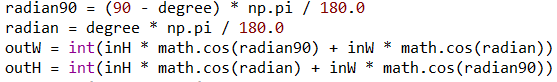 radian90 = (90 - degree) * np.pi / 180.0
radian = degree * np.pi / 180.0
outW = int(inH * math.cos(radian90) + inW * math.cos(radian))
outH = int(inH * math.cos(radian) + inW * math.cos(radian90))